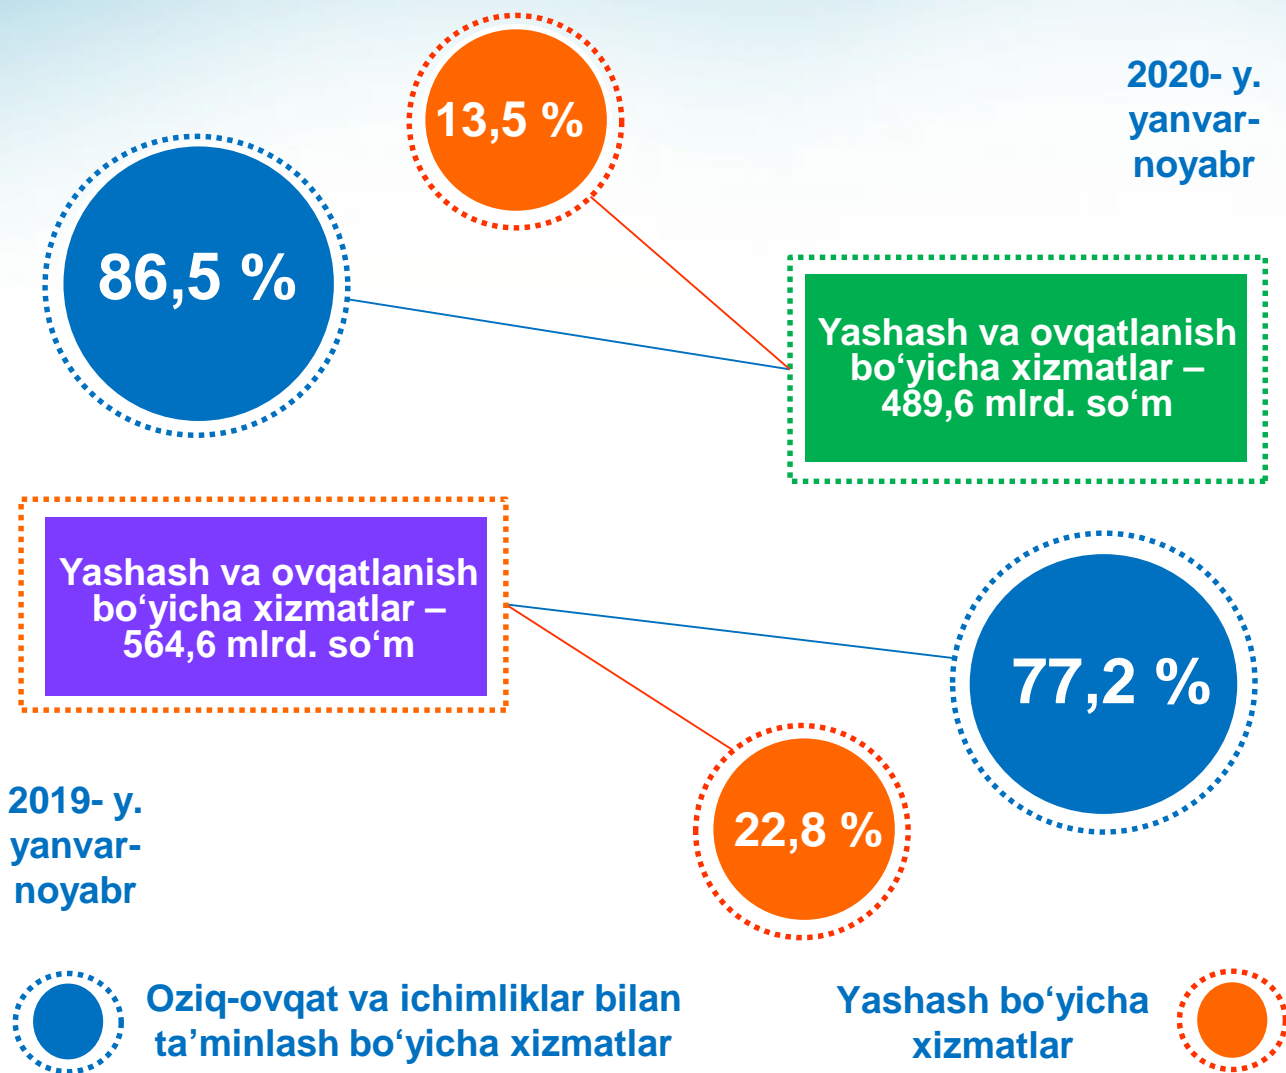 13,5 %
2020- y.
yanvar-
noyabr
86,5 %
Yashash va ovqatlanish
bo‘yicha xizmatlar –
489,6 mlrd. so‘m
Yashash va ovqatlanish
bo‘yicha xizmatlar –
564,6 mlrd. so‘m
77,2 %
22,8 %
2019- y.
yanvar-
noyabr
Oziq-ovqat va ichimliklar bilan
ta’minlash bo‘yicha xizmatlar
Yashash bo‘yicha
xizmatlar